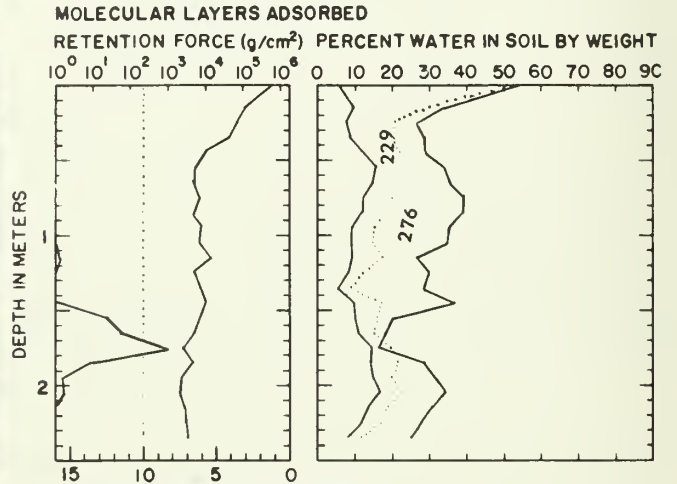 MOLECULAR LAYERS ADSORBED
RETENTION FORCE (g/cm²) PERCENT WATER IN SOIL BY WEIGHT
10⁰ 10¹ 10² 10³ 10⁴ 10⁵ 10⁶ 0 10 20 30 40 50 60 70 80 90
229
276
DEPTH IN METERS
1
2
15 10 5 0